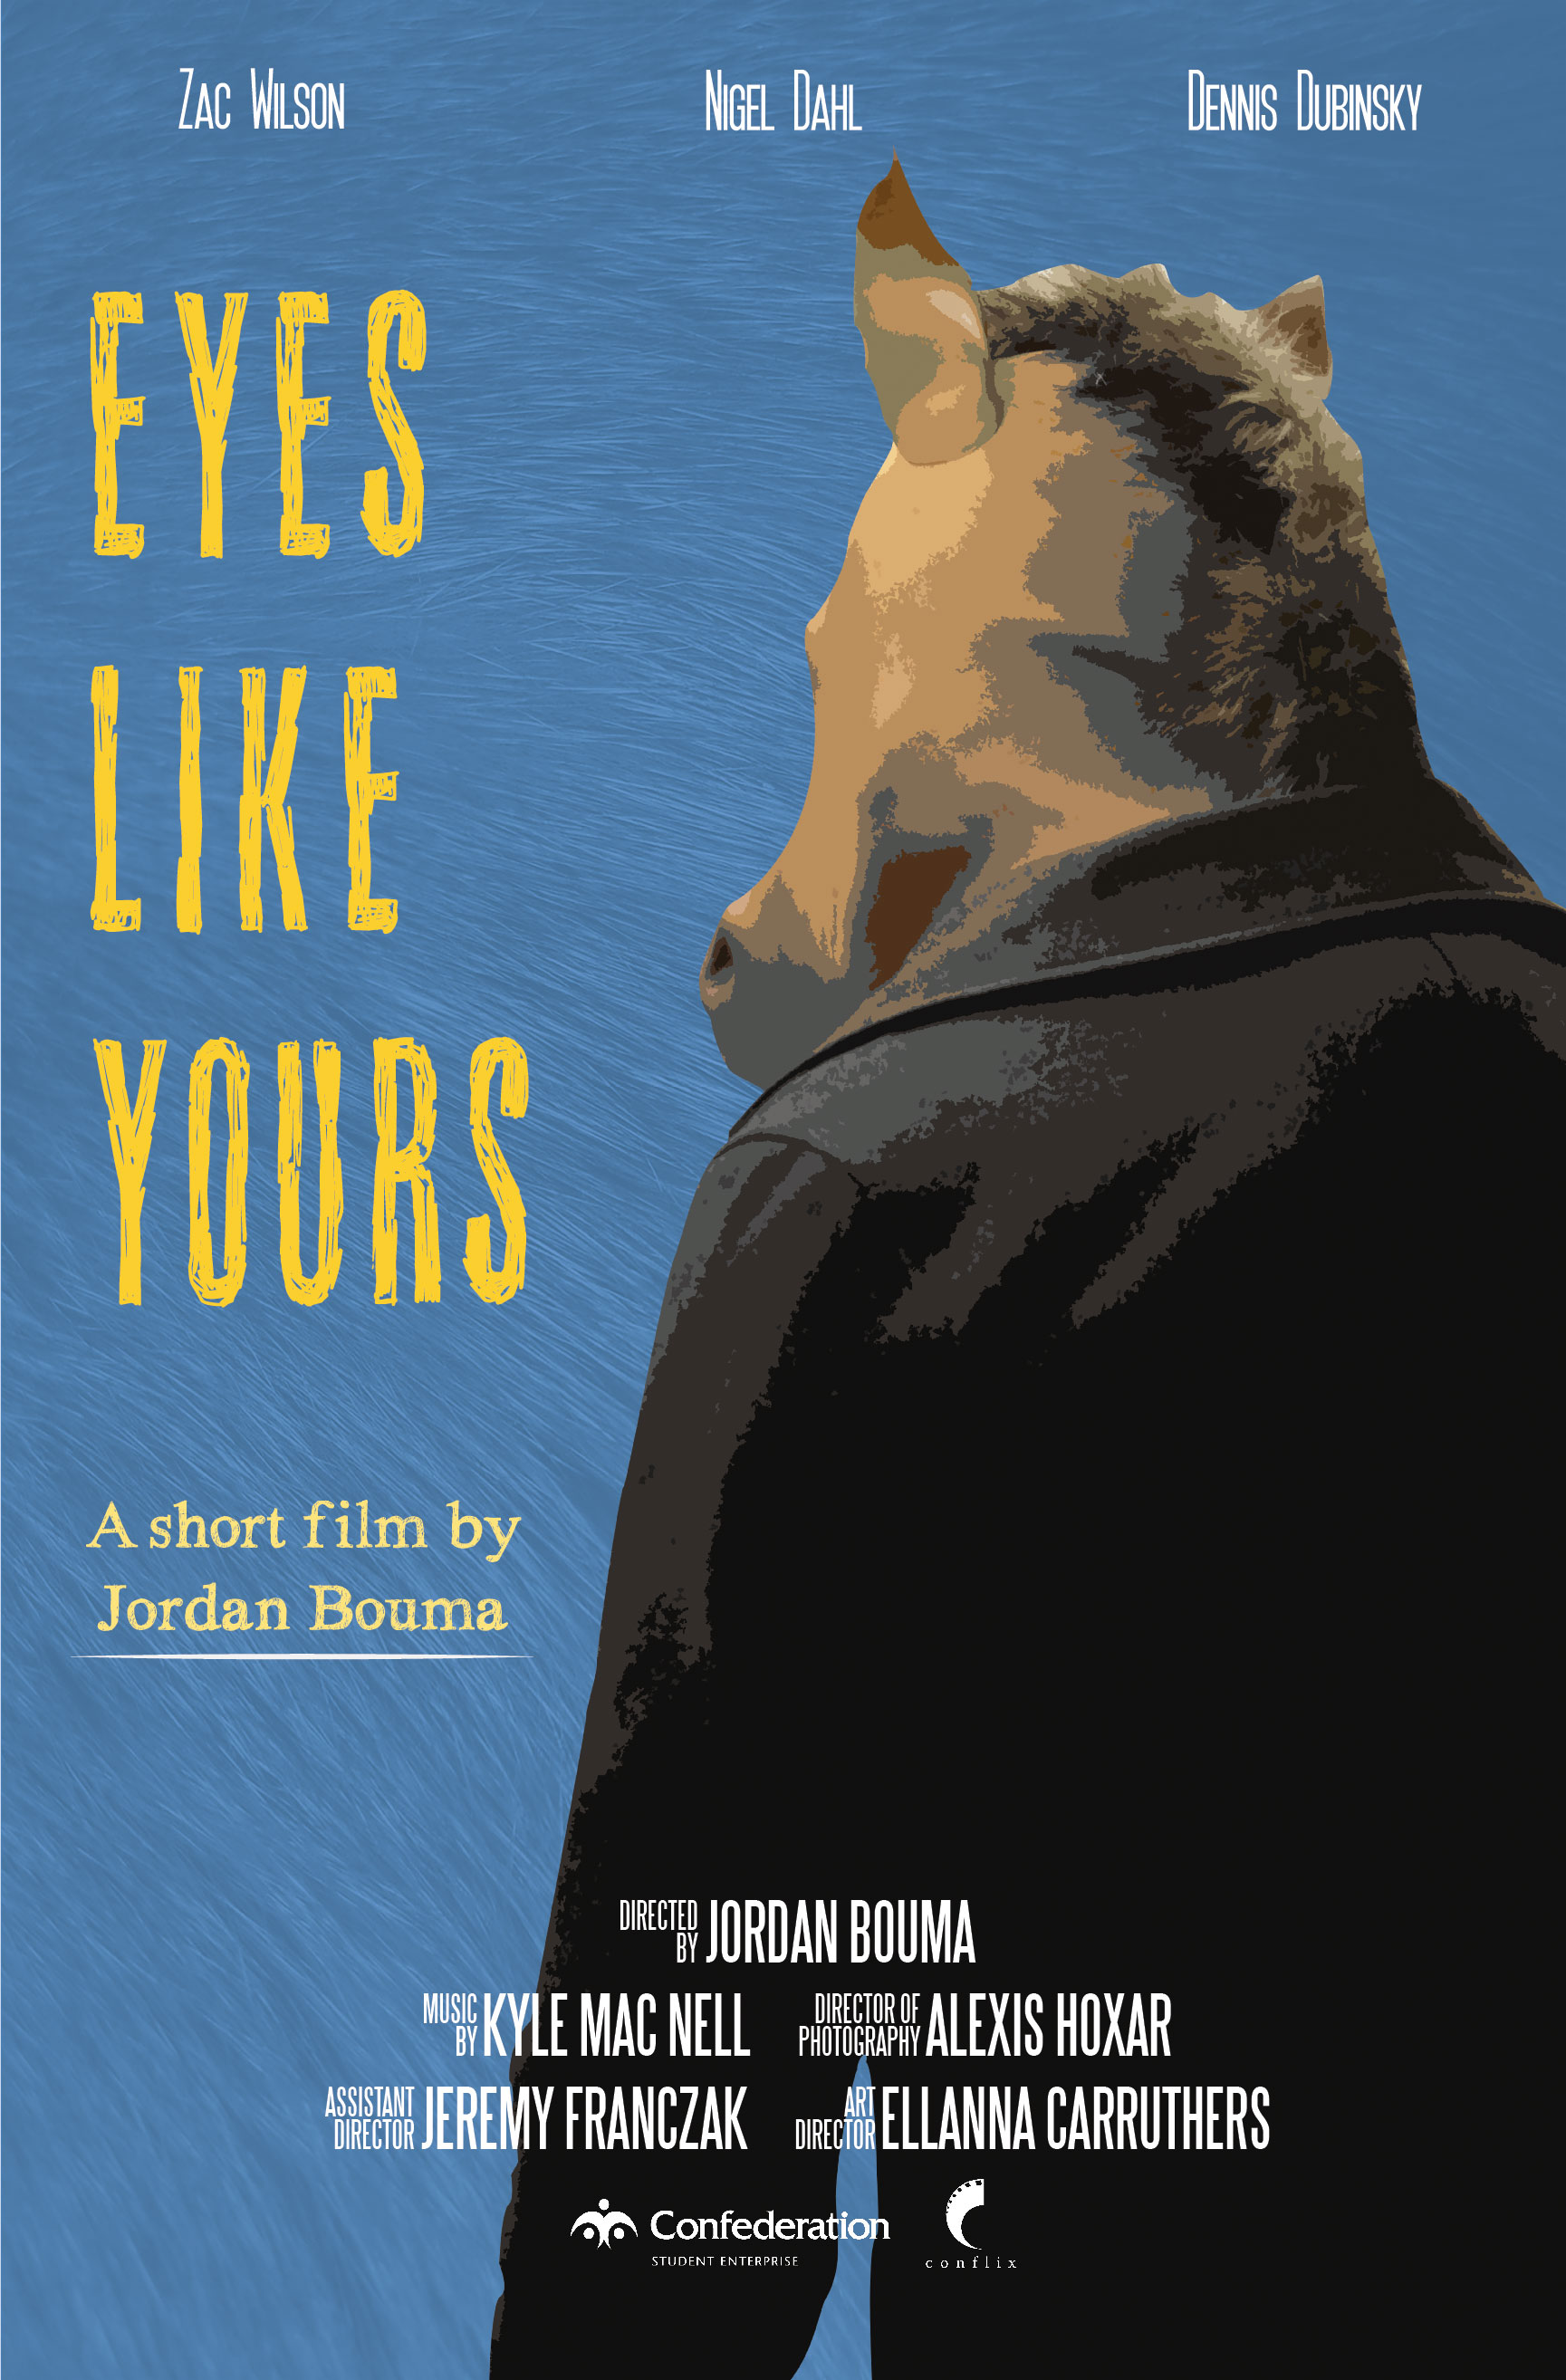 Zac Wilson
Nigel Dahl
Dennis Dubinsky
EYES
LIKE
YOURS
A short film by
Jordan Bouma
DIRECTED BY JORDAN BOUMA
MUSIC BY KYLE MAC NELL
DIRECTOR OF PHOTOGRAPHY ALEXIS HOXAR
ASSISTANT DIRECTOR JEREMY FRANCZAK
ART DIRECTOR ELLANNA CARRUTHERS
Confederation
STUDENT ENTERPRISE
conflix